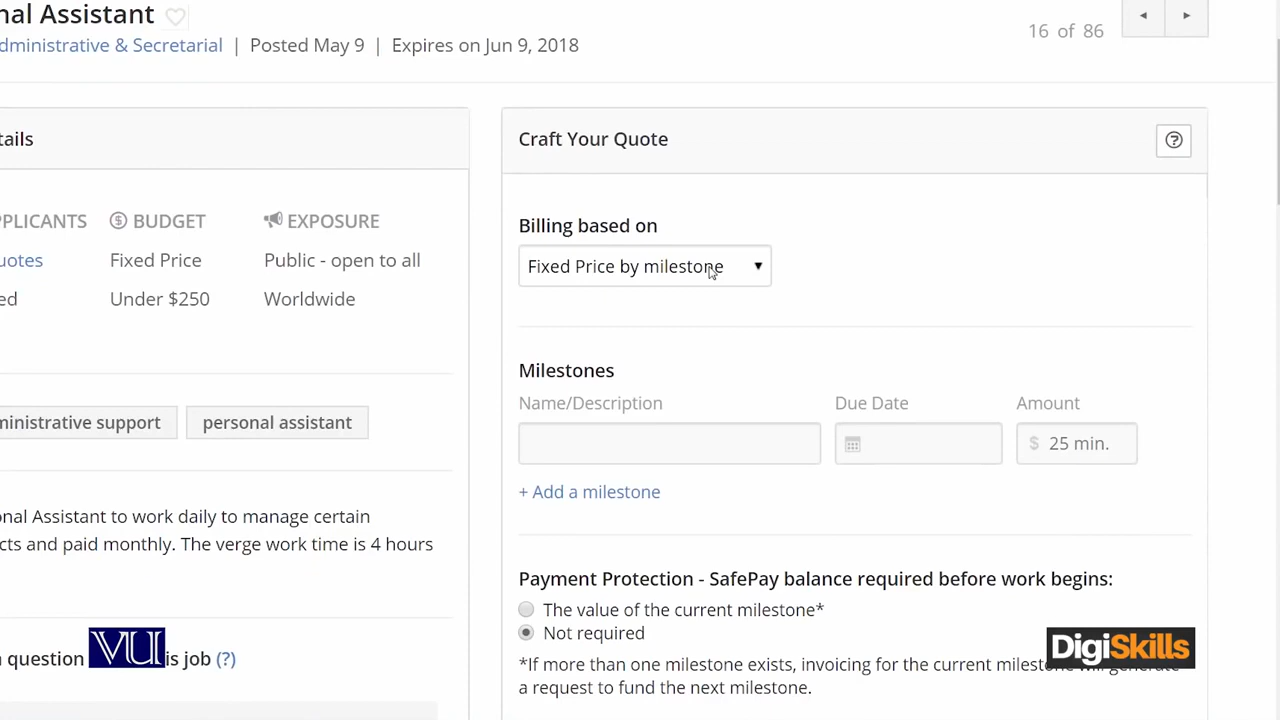 nal Assistant
dministrative & Secretarial | Posted May 9 | Expires on Jun 9, 2018
16 of 86
tails
PPLICANTS
BUDGET
EXPOSURE
uotes
Fixed Price
Public - open to all
ed
Under $250
Worldwide
ministrative support
personal assistant
onal Assistant to work daily to manage certain
cts and paid monthly. The verge work time is 4 hours
question
is job (?)
VU
Craft Your Quote
?
Billing based on
Fixed Price by milestone
Milestones
Name/Description
Due Date
Amount
$ 25 min.
+ Add a milestone
Payment Protection - SafePay balance required before work begins:
The value of the current milestone*
Not required
*If more than one milestone exists, invoicing for the current milestone will generate
a request to fund the next milestone.
DigiSkills